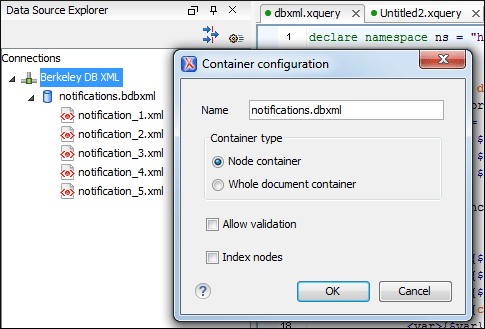 Data Source Explorer
Connections
Berkeley DB XML
notifications.bdbxml
notification_1.xml
notification_2.xml
notification_3.xml
notification_4.xml
notification_5.xml
dbxml.xquery
Untitled2.xquery
1 declare namespace ns = "h
Container configuration
Name notifications.dbxml
Container type
Node container
Whole document container
Allow validation
Index nodes
?
OK
Cancel
18 <var>{$var}